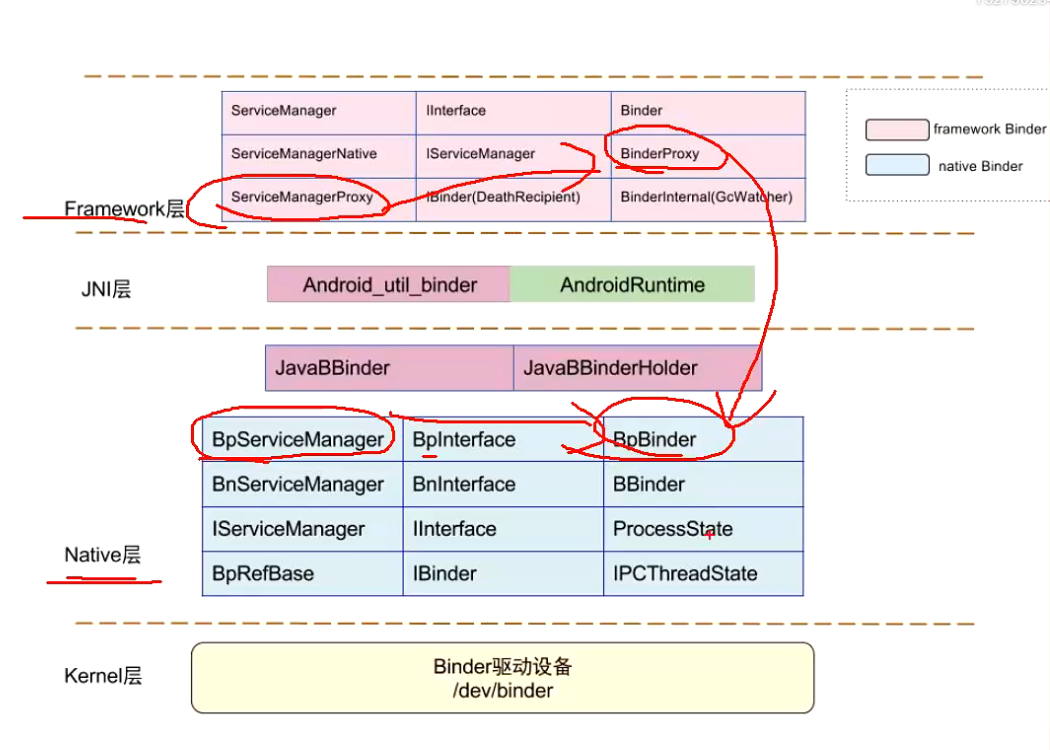 ServiceManager IInterface Binder
framework Binder
ServiceManagerNative IServiceManager BinderProxy
native Binder
Framework层
ServiceManagerProxy IBinder(DeathRecipient) BinderInternal(GcWatcher)
JNI层
Android_util_binder AndroidRuntime
JavaBBinder JavaBBinderHolder
BpServiceManager BpInterface BpBinder
BnServiceManager BnInterface BBinder
IServiceManager IInterface ProcessState
Native层
BpRefBase IBinder IPCThreadState
Kernel层
Binder驱动设备
/dev/binder